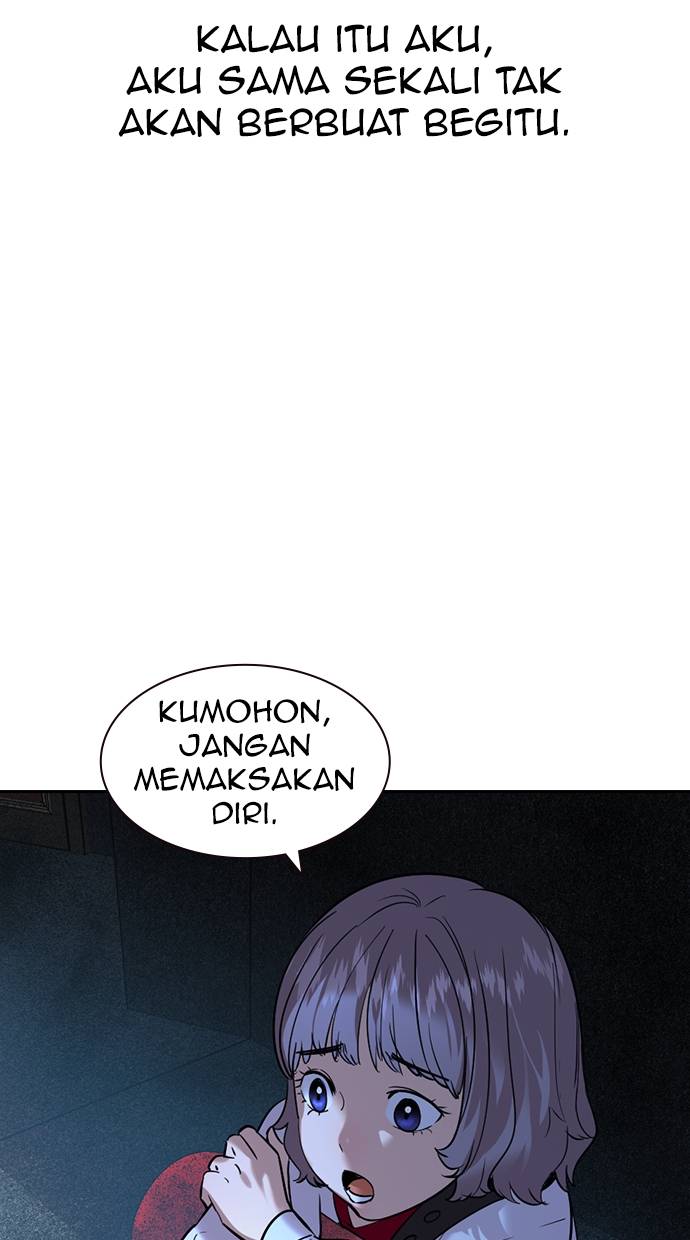 KALAU ITU AKU,
AKU SAMA SEKALI TAK
AKAN BERBUAT BEGITU.
KUMOHON,
JANGAN
MEMAKSAKAN
DIRI.